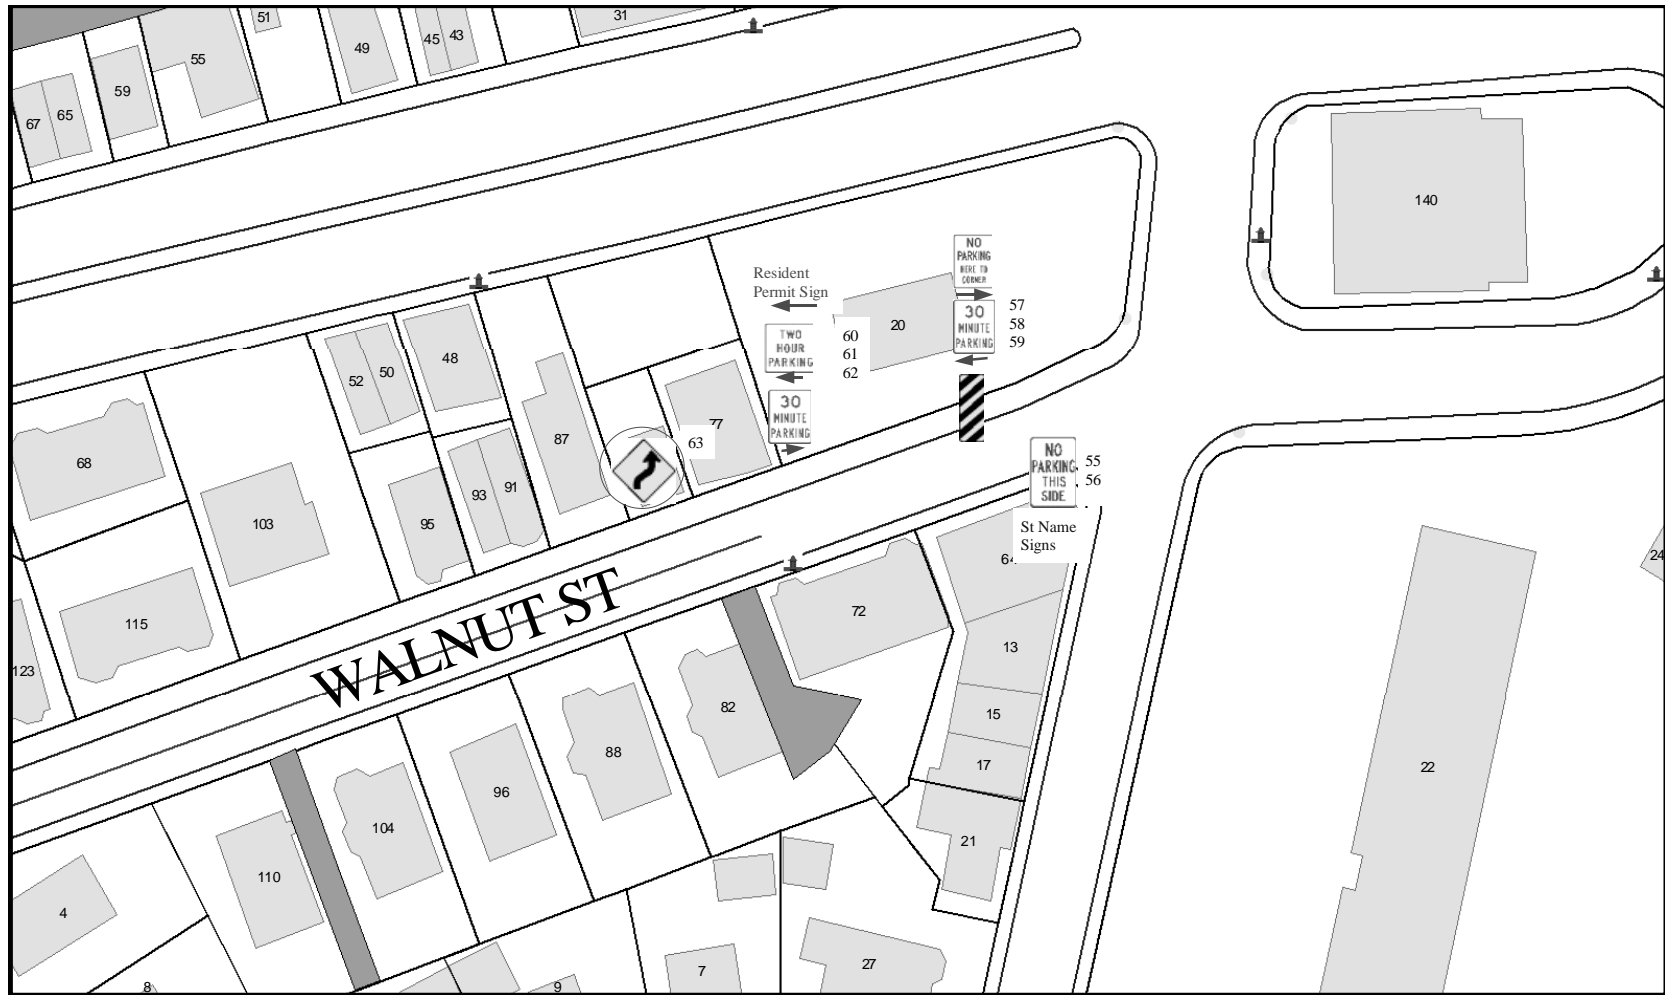 51
31
49
45
43
55
59
65
67
140
NO
PARKING
HERE TO
CORNER
Resident
Permit Sign
57
58
59
30
MINUTE
PARKING
20
60
61
62
TWO
HOUR
PARKING
48
50
52
30
MINUTE
PARKING
77
63
87
68
NO
PARKING
THIS
SIDE
55
56
91
93
95
103
St Name
Signs
64
24
WALNUT ST
72
115
13
123
82
15
88
17
22
96
104
21
110
4
27
7
8
9